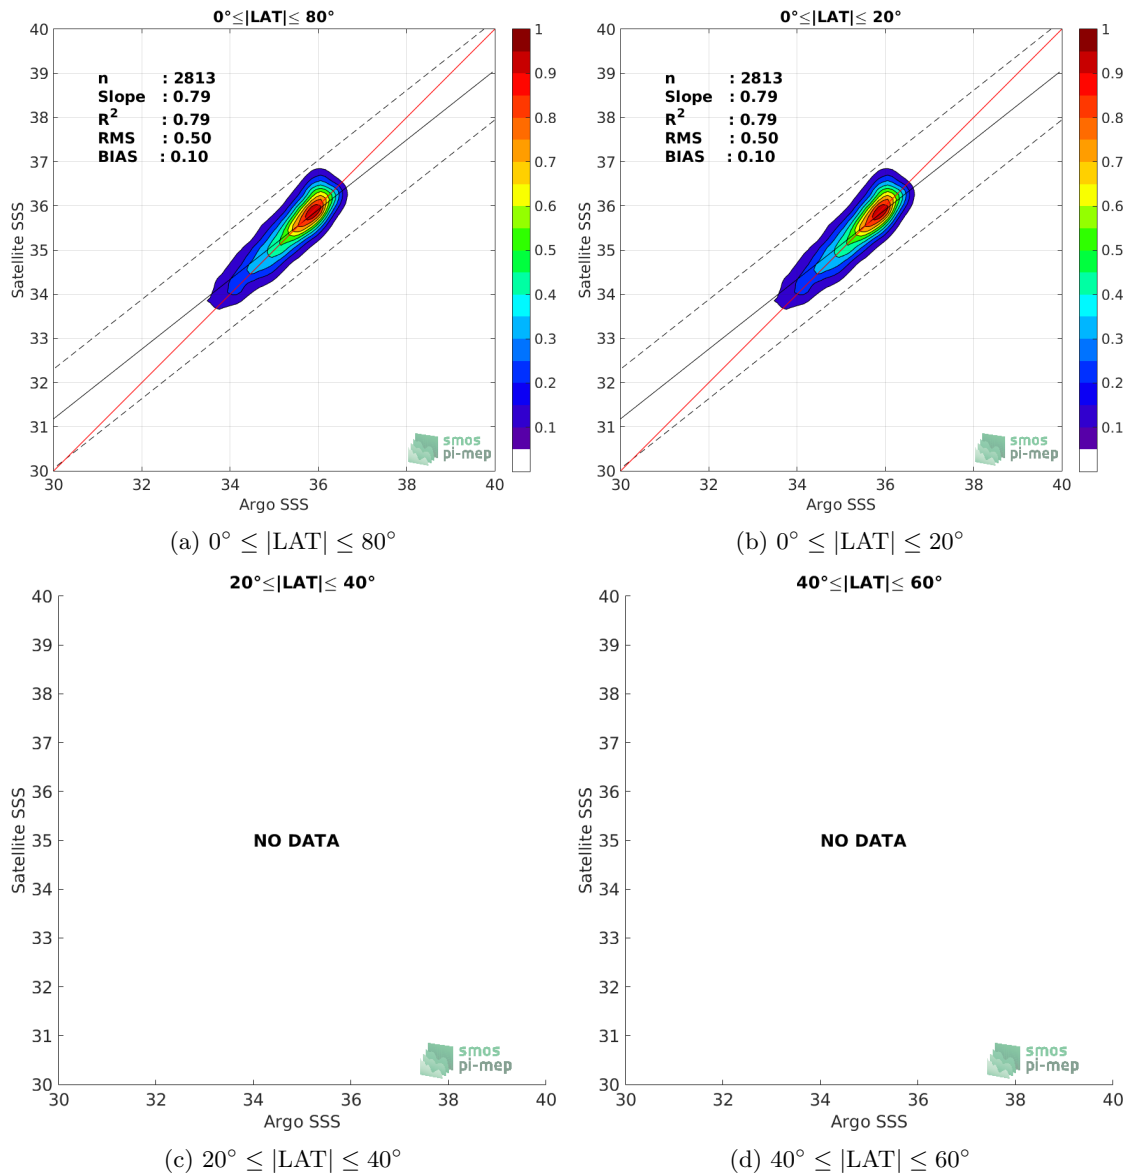 0°≤|LAT|≤ 80°
40
39
38
37
36
35
34
33
32
31
30
Satellite SSS
n : 2813
Slope : 0.79
R² : 0.79
RMS : 0.50
BIAS : 0.10
1
0.9
0.8
0.7
0.6
0.5
0.4
0.3
0.2
0.1
smos
pi-mep
30 32 34 36 38 40
Argo SSS
(a) 0° ≤ |LAT| ≤ 80°
0°≤|LAT|≤ 20°
40
39
38
37
36
35
34
33
32
31
30
Satellite SSS
n : 2813
Slope : 0.79
R² : 0.79
RMS : 0.50
BIAS : 0.10
1
0.9
0.8
0.7
0.6
0.5
0.4
0.3
0.2
0.1
smos
pi-mep
30 32 34 36 38 40
Argo SSS
(b) 0° ≤ |LAT| ≤ 20°
20°≤|LAT|≤ 40°
40
39
38
37
36
35
34
33
32
31
30
Satellite SSS
NO DATA
smos
pi-mep
30 32 34 36 38 40
Argo SSS
(c) 20° ≤ |LAT| ≤ 40°
40°≤|LAT|≤ 60°
40
39
38
37
36
35
34
33
32
31
30
Satellite SSS
NO DATA
smos
pi-mep
30 32 34 36 38 40
Argo SSS
(d) 40° ≤ |LAT| ≤ 60°